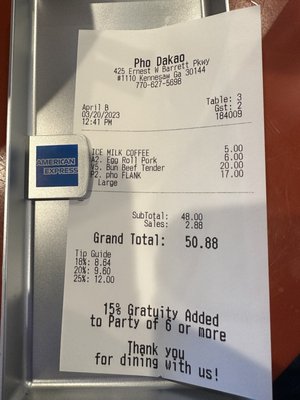 Pho Dakao
425 Ernest W Barrett Pkwy
#1110 Kennesaw Ga 30144
770-627-5698
April B
Table: 3
03/20/2023
Gst: 2
12:41 PM
184009
ICE MILK COFFEE 5.00
A2. Egg Roll Pork 6.00
V5. Bun Beef Tender 20.00
P2. pho FLANK 17.00
Large
SubTotal: 48.00
Sales: 2.88
Grand Total: 50.88
Tip Guide
18%: 8.64
20%: 9.60
25%: 12.00
15% Gratuity Added
to Party of 6 or more
Thank you
for dining with us!
AMERICAN
EXPRESS